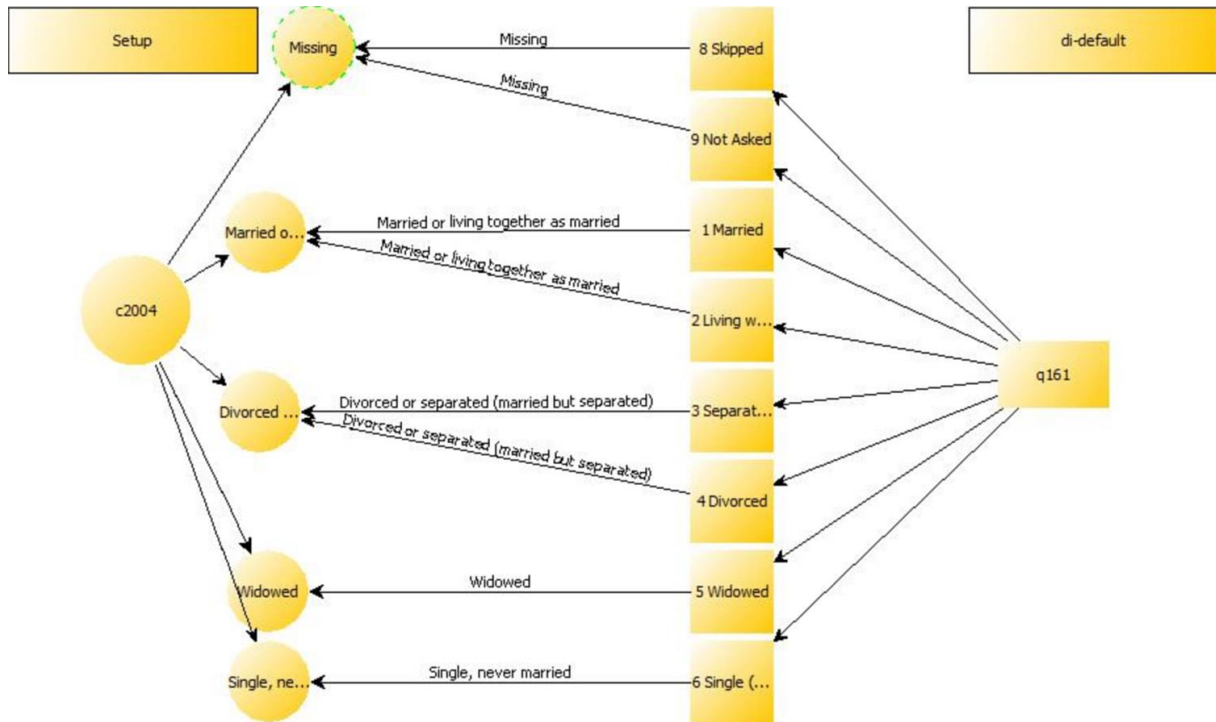 Setup
Missing
Missing
8 Skipped
di-default
Missing
9 Not Asked
Married o...
Married or living together as married
1 Married
Married or living together as married
c2004
2 Living w...
q161
Divorced ...
Divorced or separated (married but separated)
3 Separat...
Divorced or separated (married but separated)
4 Divorced
Widowed
Widowed
5 Widowed
Single, ne...
Single, never married
6 Single (...